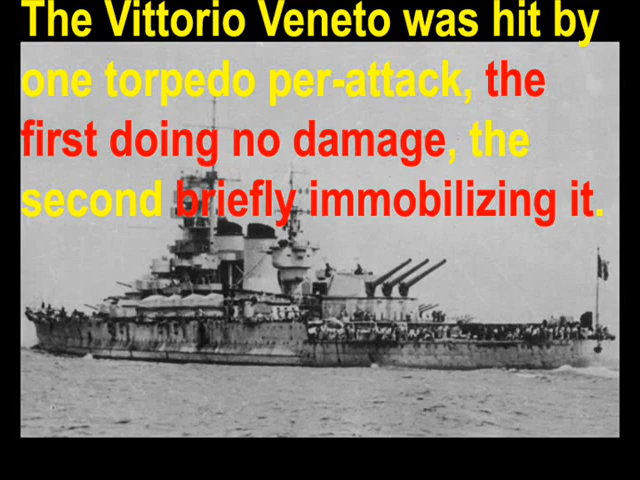 The Vittorio Veneto was hit by
one torpedo per-attack, the
first doing no damage, the
second briefly immobilizing it.